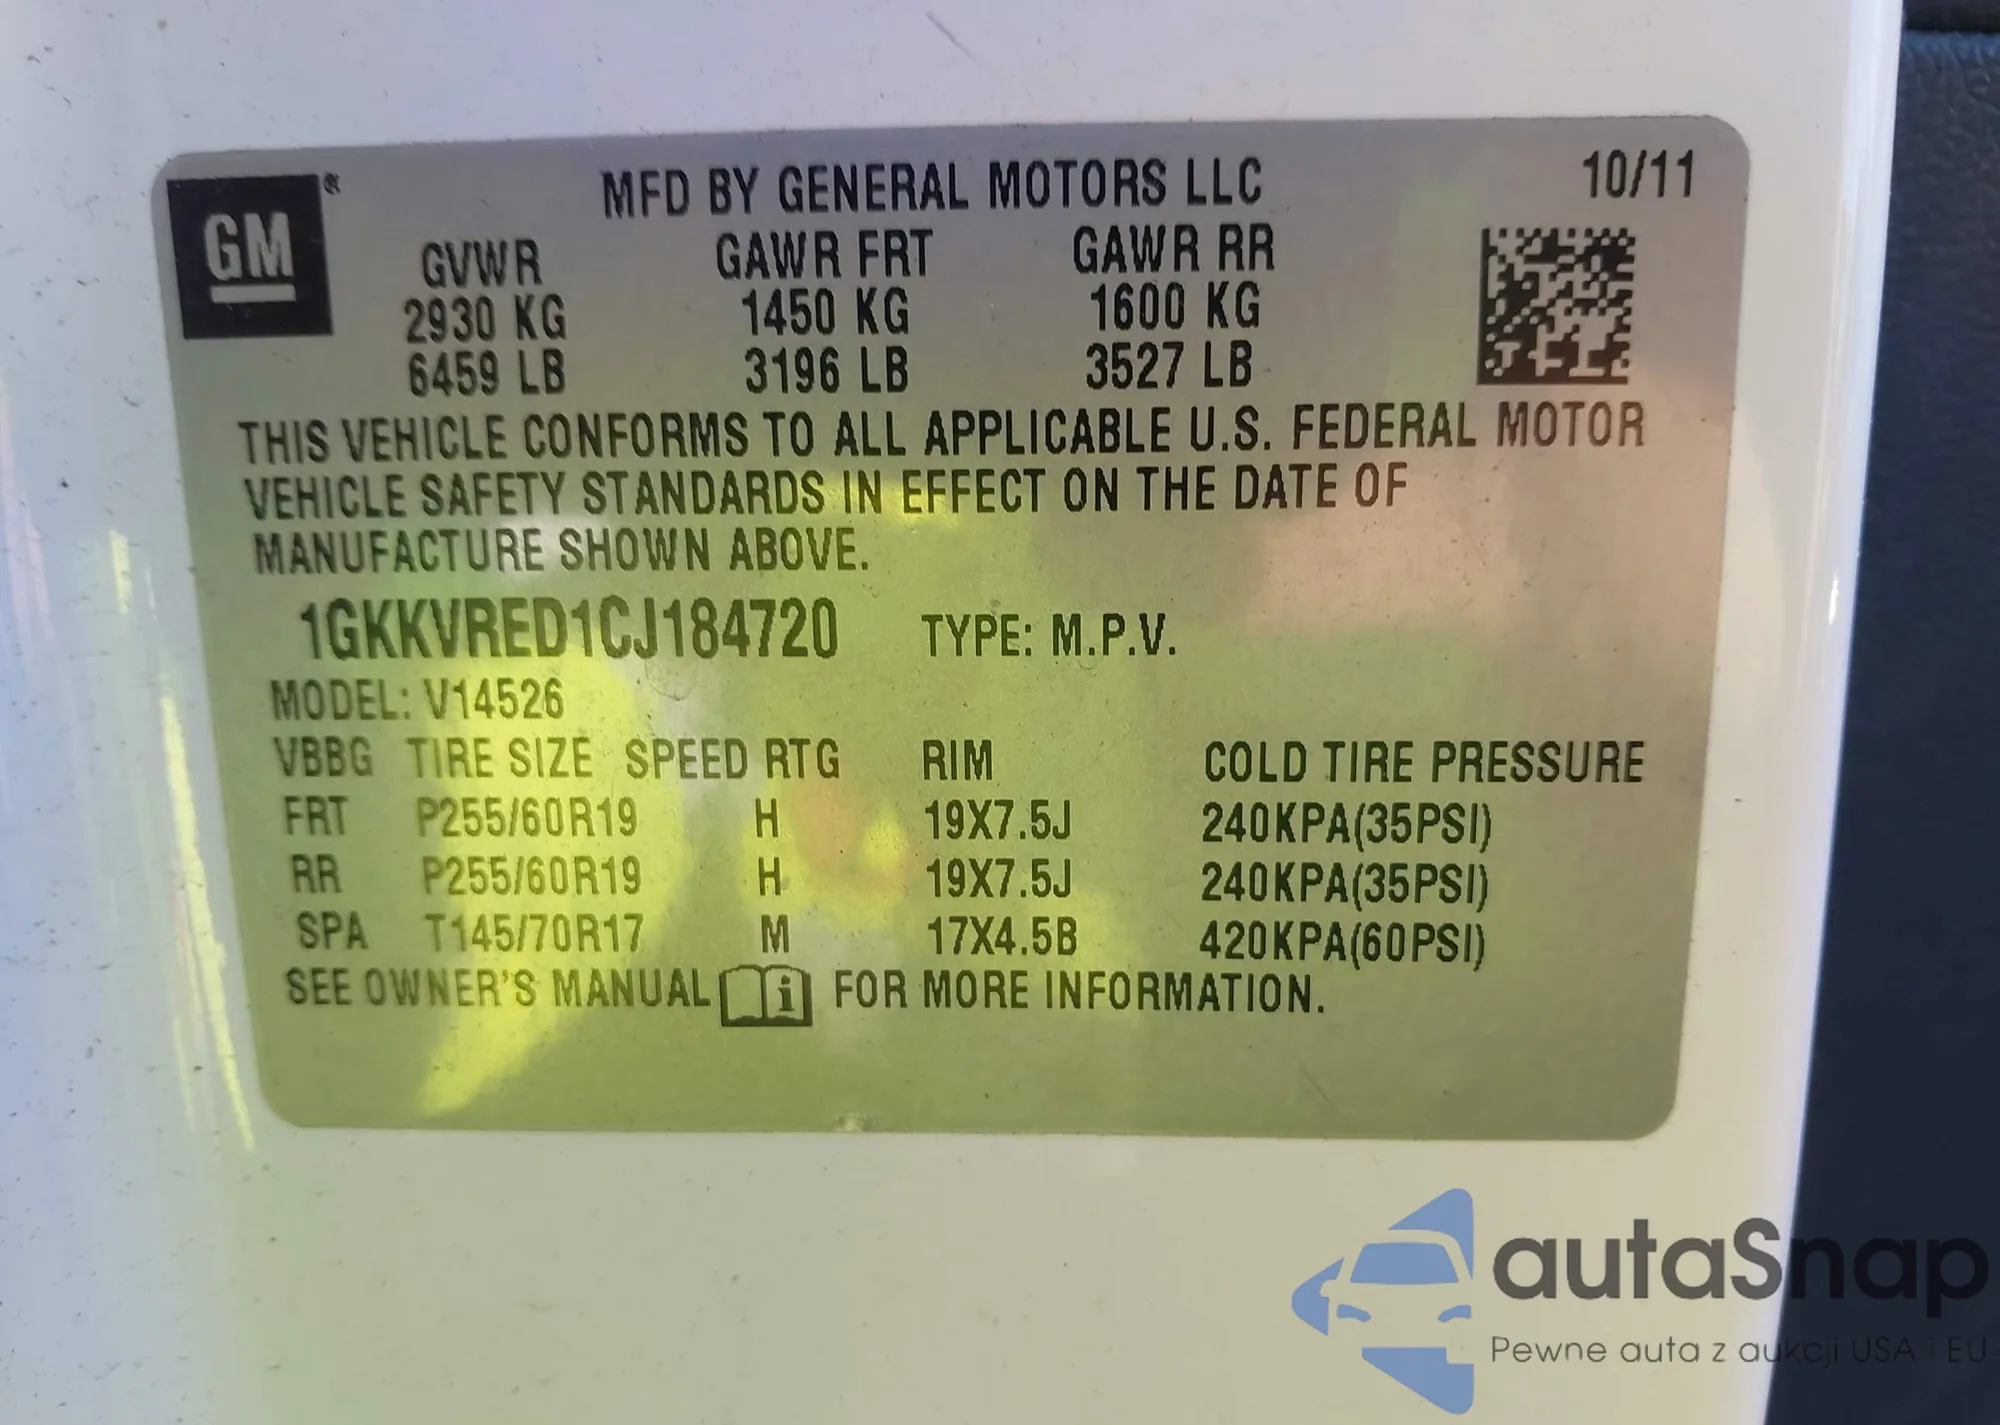 GM®
MFD BY GENERAL MOTORS LLC 10/11
GVWR GAWR FRT GAWR RR
2930 KG 1450 KG 1600 KG
6459 LB 3196 LB 3527 LB
THIS VEHICLE CONFORMS TO ALL APPLICABLE U.S. FEDERAL MOTOR
VEHICLE SAFETY STANDARDS IN EFFECT ON THE DATE OF
MANUFACTURE SHOWN ABOVE.
1GKKVRED1CJ184720 TYPE: M.P.V.
MODEL: V14526
VBBG TIRE SIZE SPEED RTG RIM COLD TIRE PRESSURE
FRT P255/60R19 H 19X7.5J 240KPA(35PSI)
RR P255/60R19 H 19X7.5J 240KPA(35PSI)
SPA T145/70R17 M 17X4.5B 420KPA(60PSI)
SEE OWNER'S MANUAL i FOR MORE INFORMATION.
autaSnap
Pewne auta z aukcji USA i EU